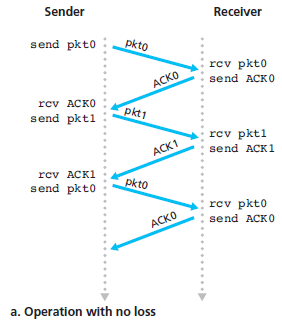 Sender Receiver
send pkt0
pkt0
rcv pkt0
send ACK0
ACK0
rcv ACK0
send pkt1
pkt1
rcv pkt1
send ACK1
ACK1
rcv ACK1
send pkt0
pkt0
rcv pkt0
send ACK0
ACK0
a. Operation with no loss